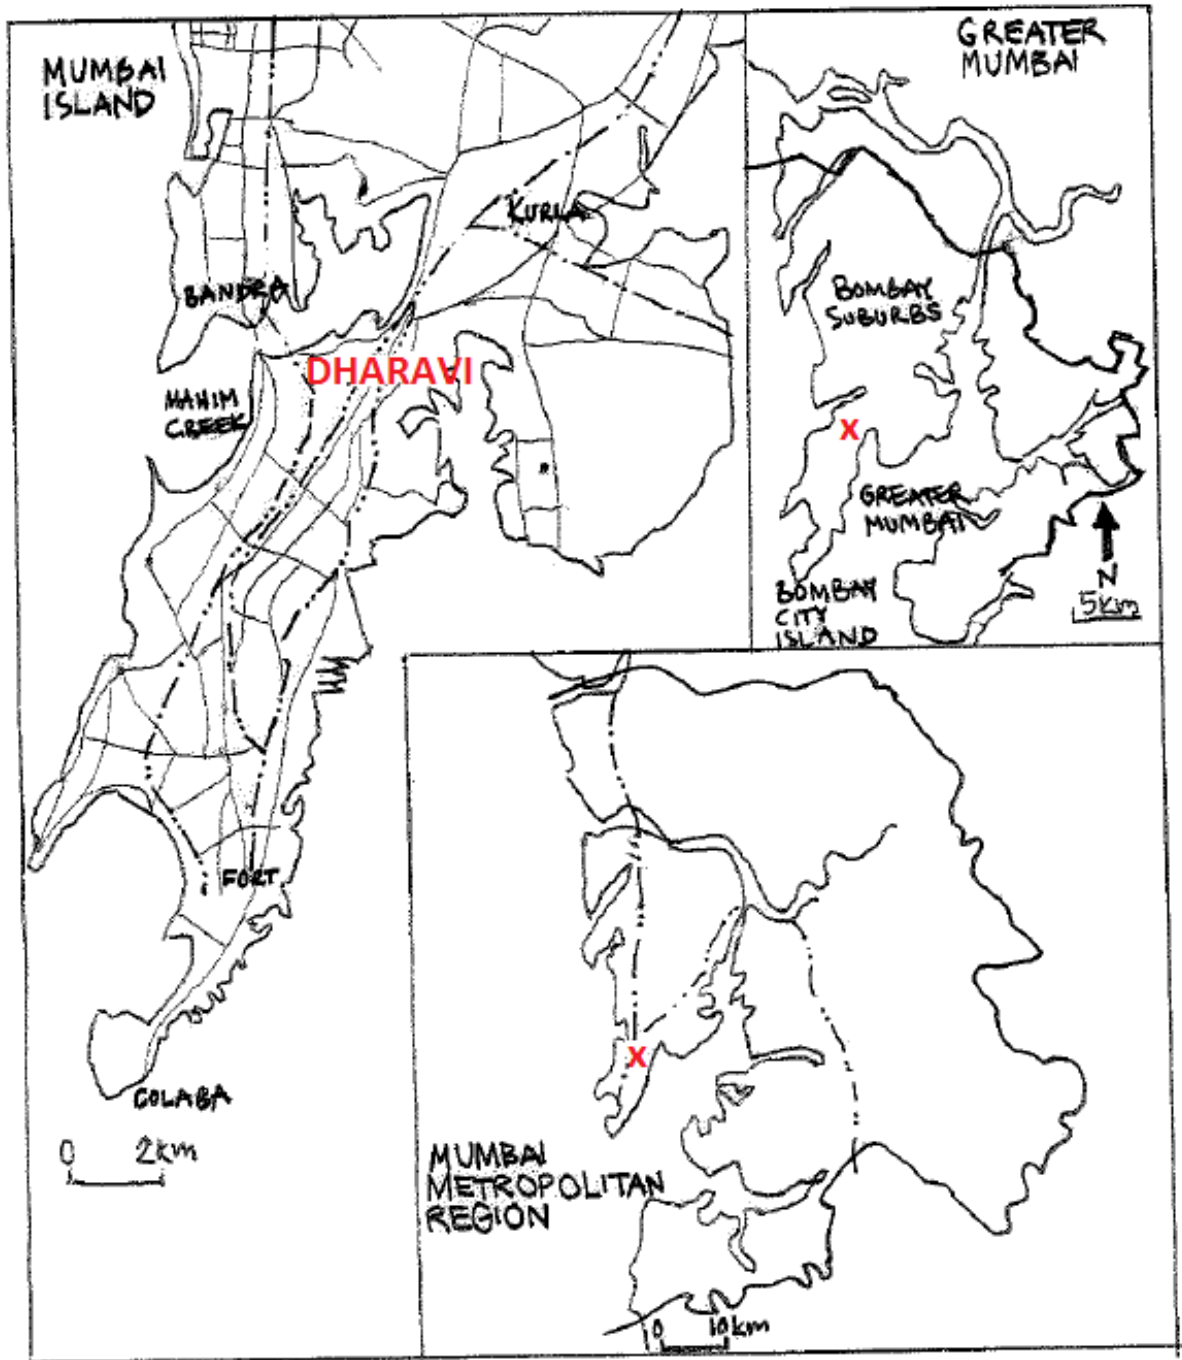 MUMBAI
ISLAND
KURLA
BANDRA
DHARAVI
MAHIM
CREEK
FORT
COLABA
0 2km
GREATER
MUMBAI
BOMBAY
SUBURBS
X
GREATER
MUMBAI
N
5km
BOMBAY
CITY
ISLAND
X
MUMBAI
METROPOLITAN
REGION
0 10km